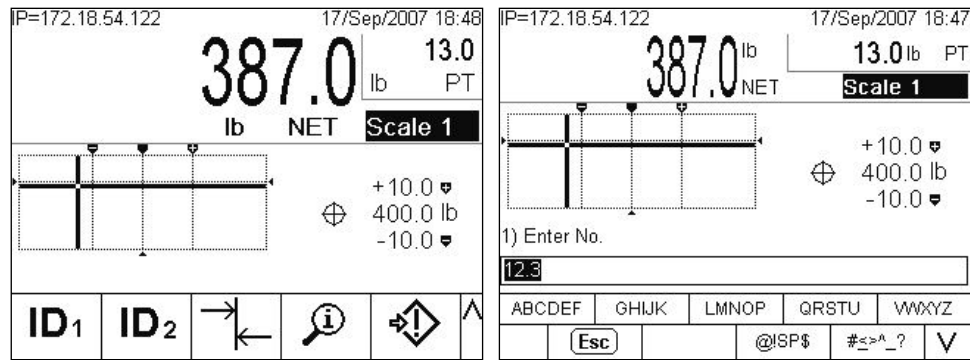 IP=172.18.54.122 17/Sep/2007 18:48
387.0 13.0
lb PT
lb NET Scale 1
+10.0
400.0 lb
-10.0
ID1 ID2
IP=172.18.54.122 17/Sep/2007 18:47
387.0 lb 13.0 lb PT
NET Scale 1
+10.0
400.0 lb
-10.0
1) Enter No.
12.3
ABCDEF GHIJK LMNOP QRSTU VWXYZ
Esc @!SP$ #<>^_?